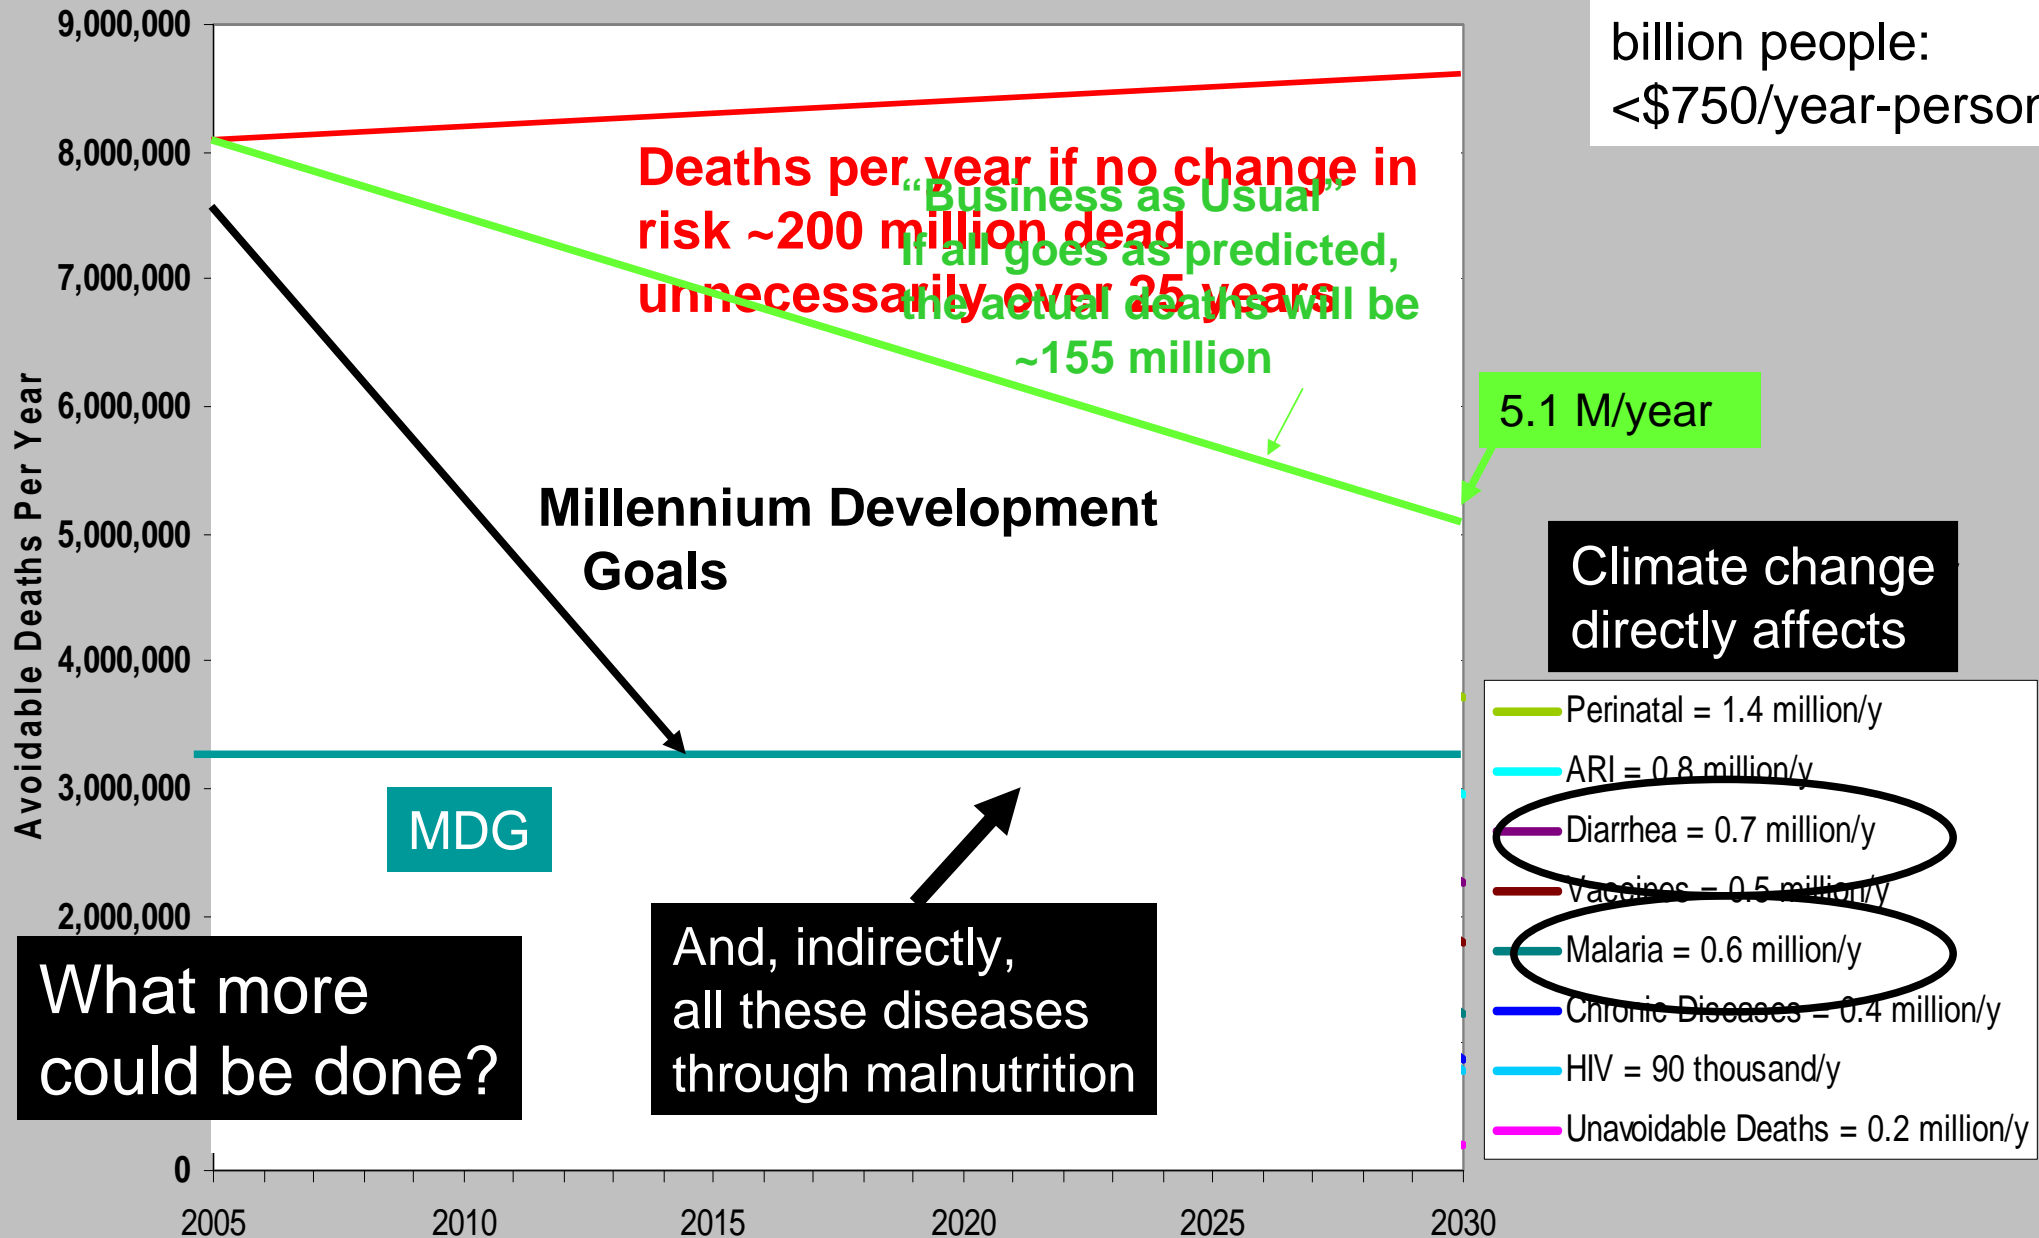 billion people:
<$750/year-person
Avoidable Deaths Per Year
9,000,000
8,000,000
7,000,000
6,000,000
5,000,000
4,000,000
3,000,000
2,000,000
0
2005
2010
2015
2020
2025
2030
Deaths per year if no change in
risk ~200 million dead
unnecessarily over 25 years
“Business as Usual”
If all goes as predicted,
the actual deaths will be
~155 million
5.1 M/year
Millennium Development
Goals
Climate change
directly affects
MDG
What more
could be done?
And, indirectly,
all these diseases
through malnutrition
Perinatal = 1.4 million/y
ARI = 0.8 million/y
Diarrhea = 0.7 million/y
Vaccines = 0.5 million/y
Malaria = 0.6 million/y
Chronic Diseases = 0.4 million/y
HIV = 90 thousand/y
Unavoidable Deaths = 0.2 million/y